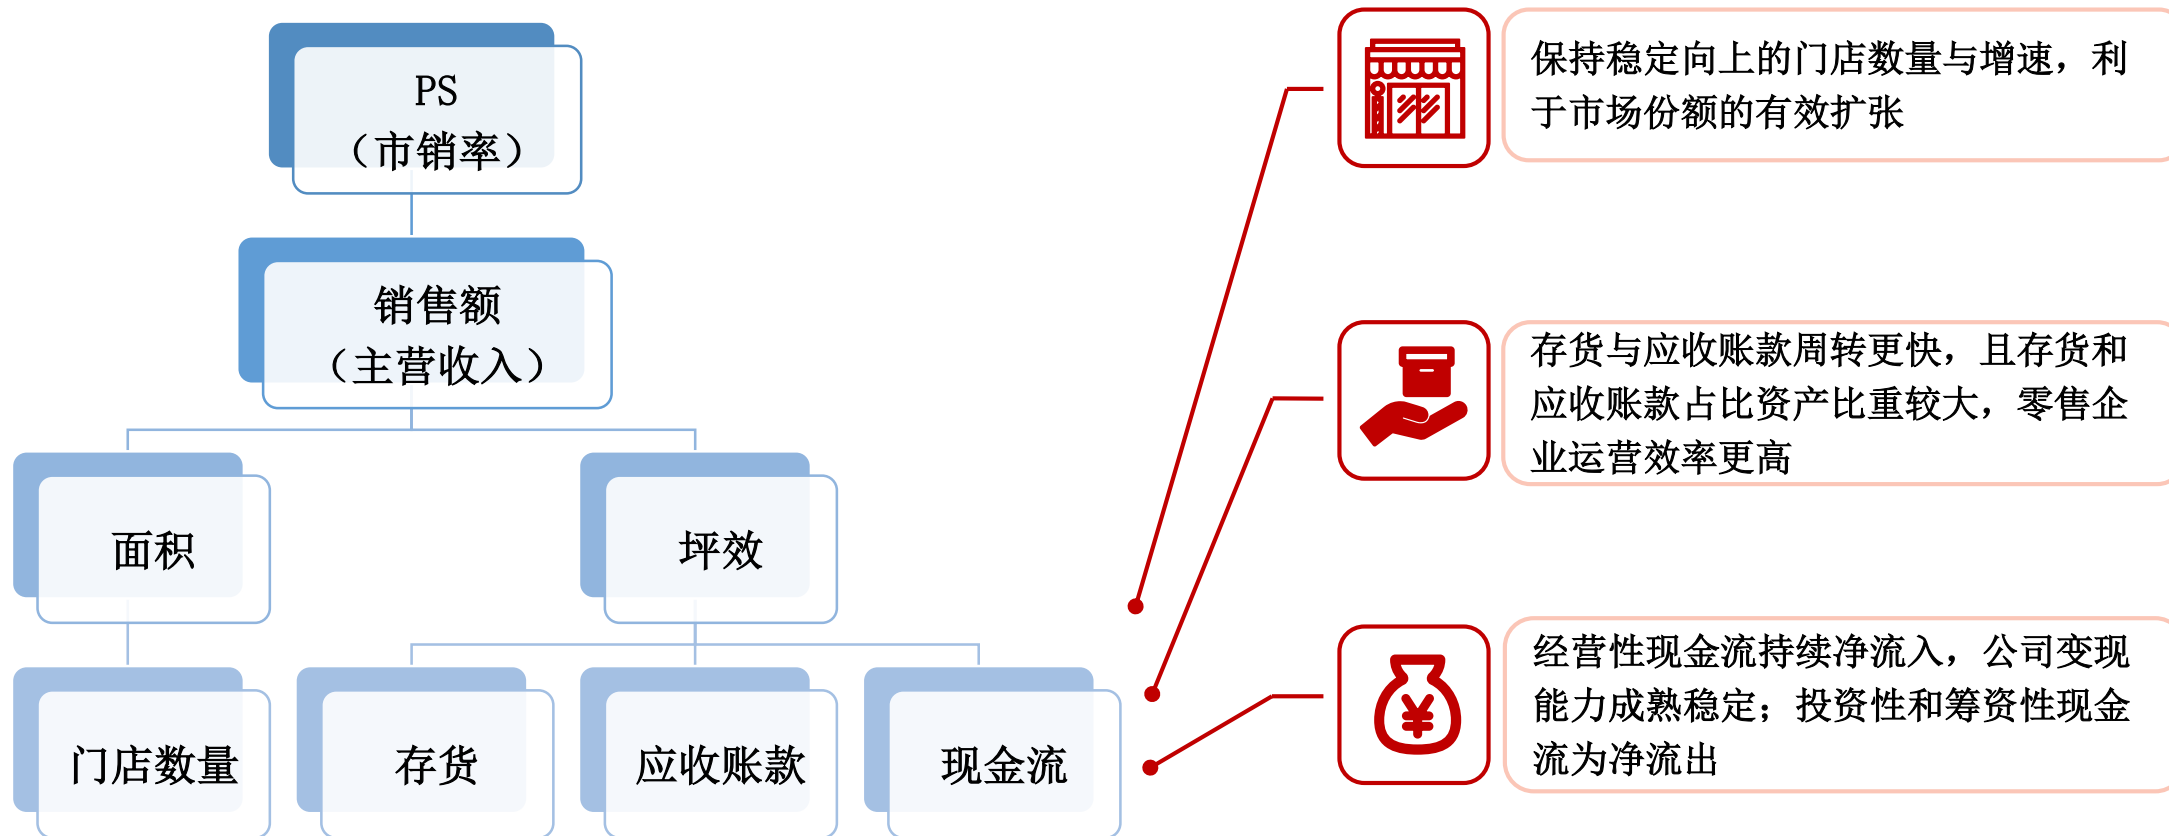 PS
（市销率）
销售额
（主营收入）
面积
坪效
门店数量
存货
应收账款
现金流
保持稳定向上的门店数量与增速，利
于市场份额的有效扩张
存货与应收账款周转更快，且存货和
应收账款占比资产比重较大，零售企
业运营效率更高
经营性现金流持续净流入，公司变现
能力成熟稳定；投资性和筹资性现金
流为净流出